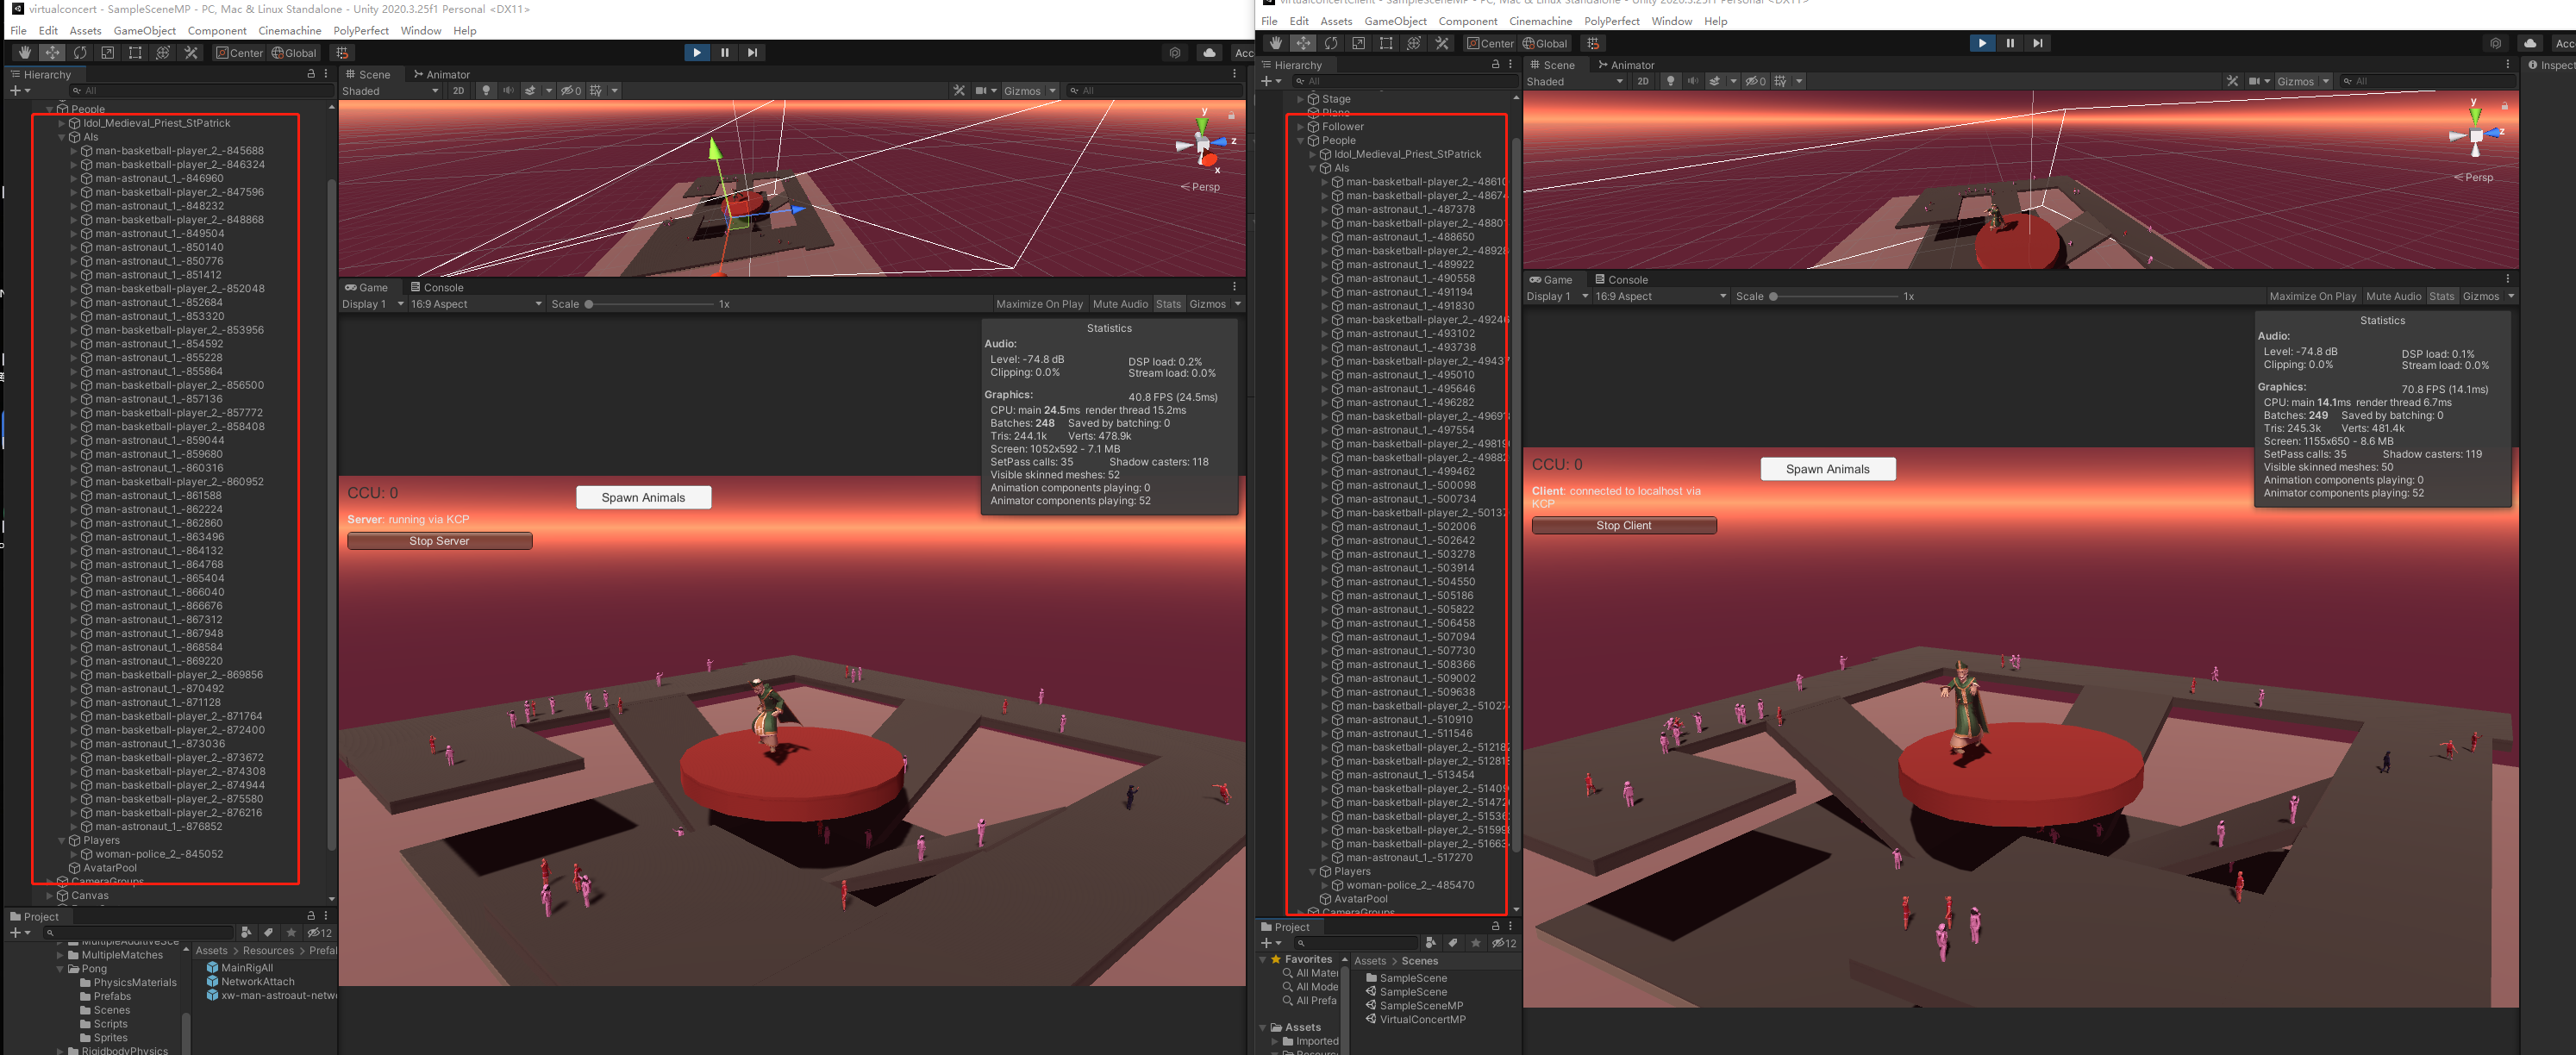 virtualconcert - SampleSceneMP - PC, Mac & Linux Standalone - Unity 2020.3.25f1 Personal <DX11>
File Edit Assets GameObject Component Cinemachine PolyPerfect Window Help
Center Global
Hierarchy
All
People
Idol_Medieval_Priest_StPatrick
AIs
man-basketball-player_2_-845688
man-basketball-player_2_-846324
man-astronaut_1_-846960
man-basketball-player_2_-847596
man-astronaut_1_-848232
man-basketball-player_2_-848868
man-astronaut_1_-849504
man-astronaut_1_-850140
man-astronaut_1_-850776
man-astronaut_1_-851412
man-basketball-player_2_-852048
man-astronaut_1_-852684
man-astronaut_1_-853320
man-basketball-player_2_-853956
man-astronaut_1_-854592
man-astronaut_1_-855228
man-astronaut_1_-855864
man-basketball-player_2_-856500
man-astronaut_1_-857136
man-basketball-player_2_-857772
man-basketball-player_2_-858408
man-astronaut_1_-859044
man-astronaut_1_-859680
man-astronaut_1_-860316
man-basketball-player_2_-860952
man-astronaut_1_-861588
man-astronaut_1_-862224
man-astronaut_1_-862860
man-astronaut_1_-863496
man-astronaut_1_-864132
man-astronaut_1_-864768
man-astronaut_1_-865404
man-astronaut_1_-866040
man-astronaut_1_-866676
man-astronaut_1_-867312
man-astronaut_1_-867948
man-astronaut_1_-868584
man-astronaut_1_-869220
man-basketball-player_2_-869856
man-astronaut_1_-870492
man-astronaut_1_-871128
man-basketball-player_2_-871764
man-basketball-player_2_-872400
man-astronaut_1_-873036
man-basketball-player_2_-873672
man-basketball-player_2_-874308
man-basketball-player_2_-874944
man-basketball-player_2_-875580
man-basketball-player_2_-876216
man-astronaut_1_-876852
Players
woman-police_2_-845052
AvatarPool
CameraGroups
Canvas
Project
12
MultipleAdditiveSce
MultipleMatches
Pong
PhysicsMaterials
Prefabs
Scenes
Scripts
Sprites
RigidbodyPhysics
Assets > Resources > Prefal
MainRigAll
NetworkAttach
xw-man-astroaut-netw
Acc
Scene Animator
Shaded 2D 0 Gizmos All
y
z
x
Persp
Game Console
Display 1 16:9 Aspect Scale 1x Maximize On Play Mute Audio Stats Gizmos
Statistics
Audio:
Level: -74.8 dB DSP load: 0.2%
Clipping: 0.0% Stream load: 0.0%
Graphics: 40.8 FPS (24.5ms)
CPU: main 24.5ms render thread 15.2ms
Batches: 248 Saved by batching: 0
Tris: 244.1k Verts: 478.9k
Screen: 1052x592 - 7.1 MB
SetPass calls: 35 Shadow casters: 118
Visible skinned meshes: 52
Animation components playing: 0
Animator components playing: 52
CCU: 0
Spawn Animals
Server: running via KCP
Stop Server
virtualconcertClient - SampleSceneMP - PC, Mac & Linux Standalone - Unity 2020.3.25f1 Personal <DX11>
File Edit Assets GameObject Component Cinemachine PolyPerfect Window Help
Center Global
Acc
Hierarchy
All
Stage
Plane
Follower
People
Idol_Medieval_Priest_StPatrick
AIs
man-basketball-player_2_-48610
man-basketball-player_2_-48674
man-astronaut_1_-487378
man-basketball-player_2_-48801
man-astronaut_1_-488650
man-basketball-player_2_-48928
man-astronaut_1_-489922
man-astronaut_1_-490558
man-astronaut_1_-491194
man-astronaut_1_-491830
man-basketball-player_2_-49246
man-astronaut_1_-493102
man-astronaut_1_-493738
man-basketball-player_2_-49437
man-astronaut_1_-495010
man-astronaut_1_-495646
man-astronaut_1_-496282
man-basketball-player_2_-49691
man-astronaut_1_-497554
man-basketball-player_2_-49819
man-basketball-player_2_-49882
man-astronaut_1_-499462
man-astronaut_1_-500098
man-astronaut_1_-500734
man-basketball-player_2_-50137
man-astronaut_1_-502006
man-astronaut_1_-502642
man-astronaut_1_-503278
man-astronaut_1_-503914
man-astronaut_1_-504550
man-astronaut_1_-505186
man-astronaut_1_-505822
man-astronaut_1_-506458
man-astronaut_1_-507094
man-astronaut_1_-507730
man-astronaut_1_-508366
man-astronaut_1_-509002
man-astronaut_1_-509638
man-basketball-player_2_-51027
man-astronaut_1_-510910
man-astronaut_1_-511546
man-basketball-player_2_-51218
man-basketball-player_2_-51281
man-astronaut_1_-513454
man-basketball-player_2_-51409
man-basketball-player_2_-51472
man-basketball-player_2_-51536
man-basketball-player_2_-51599
man-basketball-player_2_-51663
man-astronaut_1_-517270
Players
woman-police_2_-485470
AvatarPool
CameraGroups
Project
12
Favorites
All Mater
All Mode
All Prefa
Assets
Imported
Resourc
Assets > Scenes
SampleScene
SampleScene
SampleSceneMP
VirtualConcertMP
Scene Animator
Inspect
Shaded 2D 0 Gizmos All
y
z
Persp
Game Console
Display 1 16:9 Aspect Scale 1x Maximize On Play Mute Audio Stats Gizmos
Statistics
Audio:
Level: -74.8 dB DSP load: 0.1%
Clipping: 0.0% Stream load: 0.0%
Graphics: 70.8 FPS (14.1ms)
CPU: main 14.1ms render thread 6.7ms
Batches: 249 Saved by batching: 0
Tris: 245.3k Verts: 481.4k
Screen: 1155x650 - 8.6 MB
SetPass calls: 35 Shadow casters: 119
Visible skinned meshes: 50
Animation components playing: 0
Animator components playing: 52
CCU: 0
Spawn Animals
Client: connected to localhost via
KCP
Stop Client